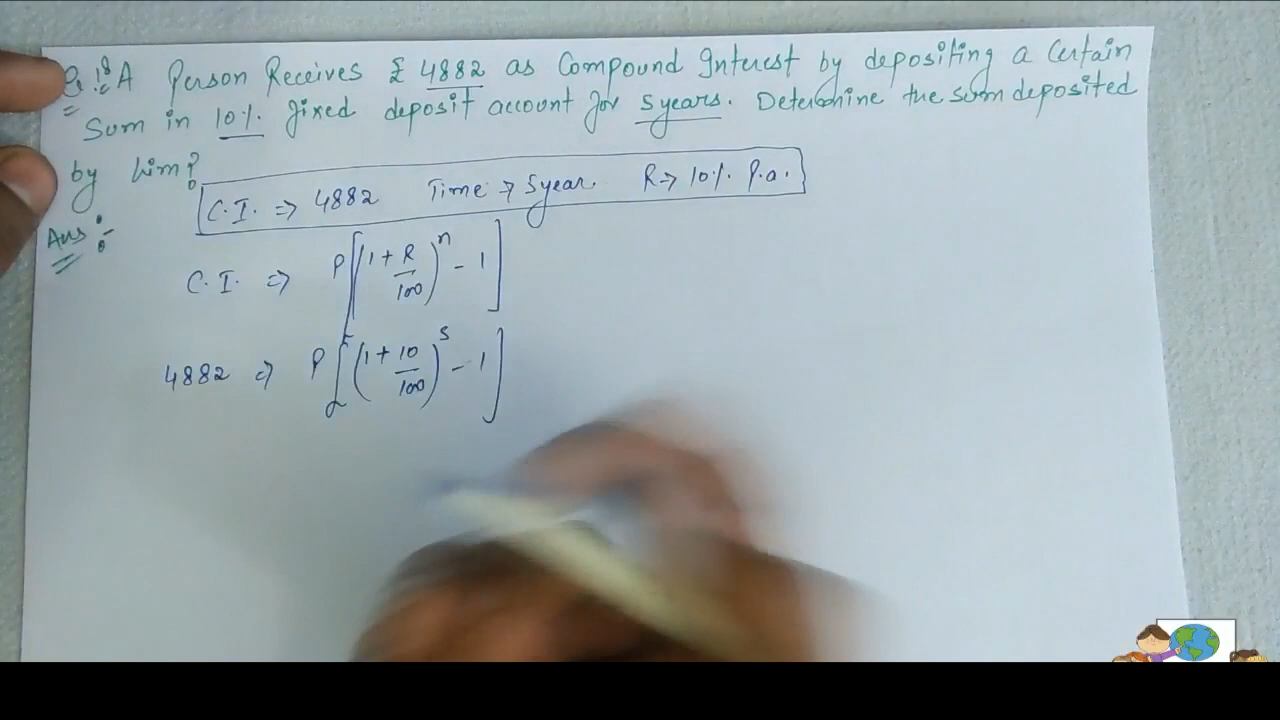 Q.18 A Person Receives ₹ 4882 as Compound Interest by depositing a Certain
Sum in 10% fixed deposit account for 5 years. Determine the sum deposited
by him?
C.I. => 4882 Time => 5 year. R => 10% P.a.
Ans:-
C.I. => P[(1 + R/100)^n - 1]
4882 => P[(1 + 10/100)^5 - 1]